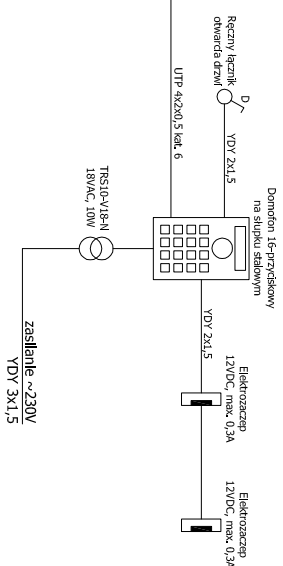 Ręczny łącznik
otwarcia drzwi
D
YDY 2x1,5
UTP 4x2x0,5 kat. 6
Domofon 16-przyciskowy
na słupku stalowym
TRS10-V18-N
18VAC, 10W
zasilanie ~230V
YDY 3x1,5
YDY 2x1,5
Elektrozaczep
12VDC, max. 0,3A
Elektrozaczep
12VDC, max. 0,3A